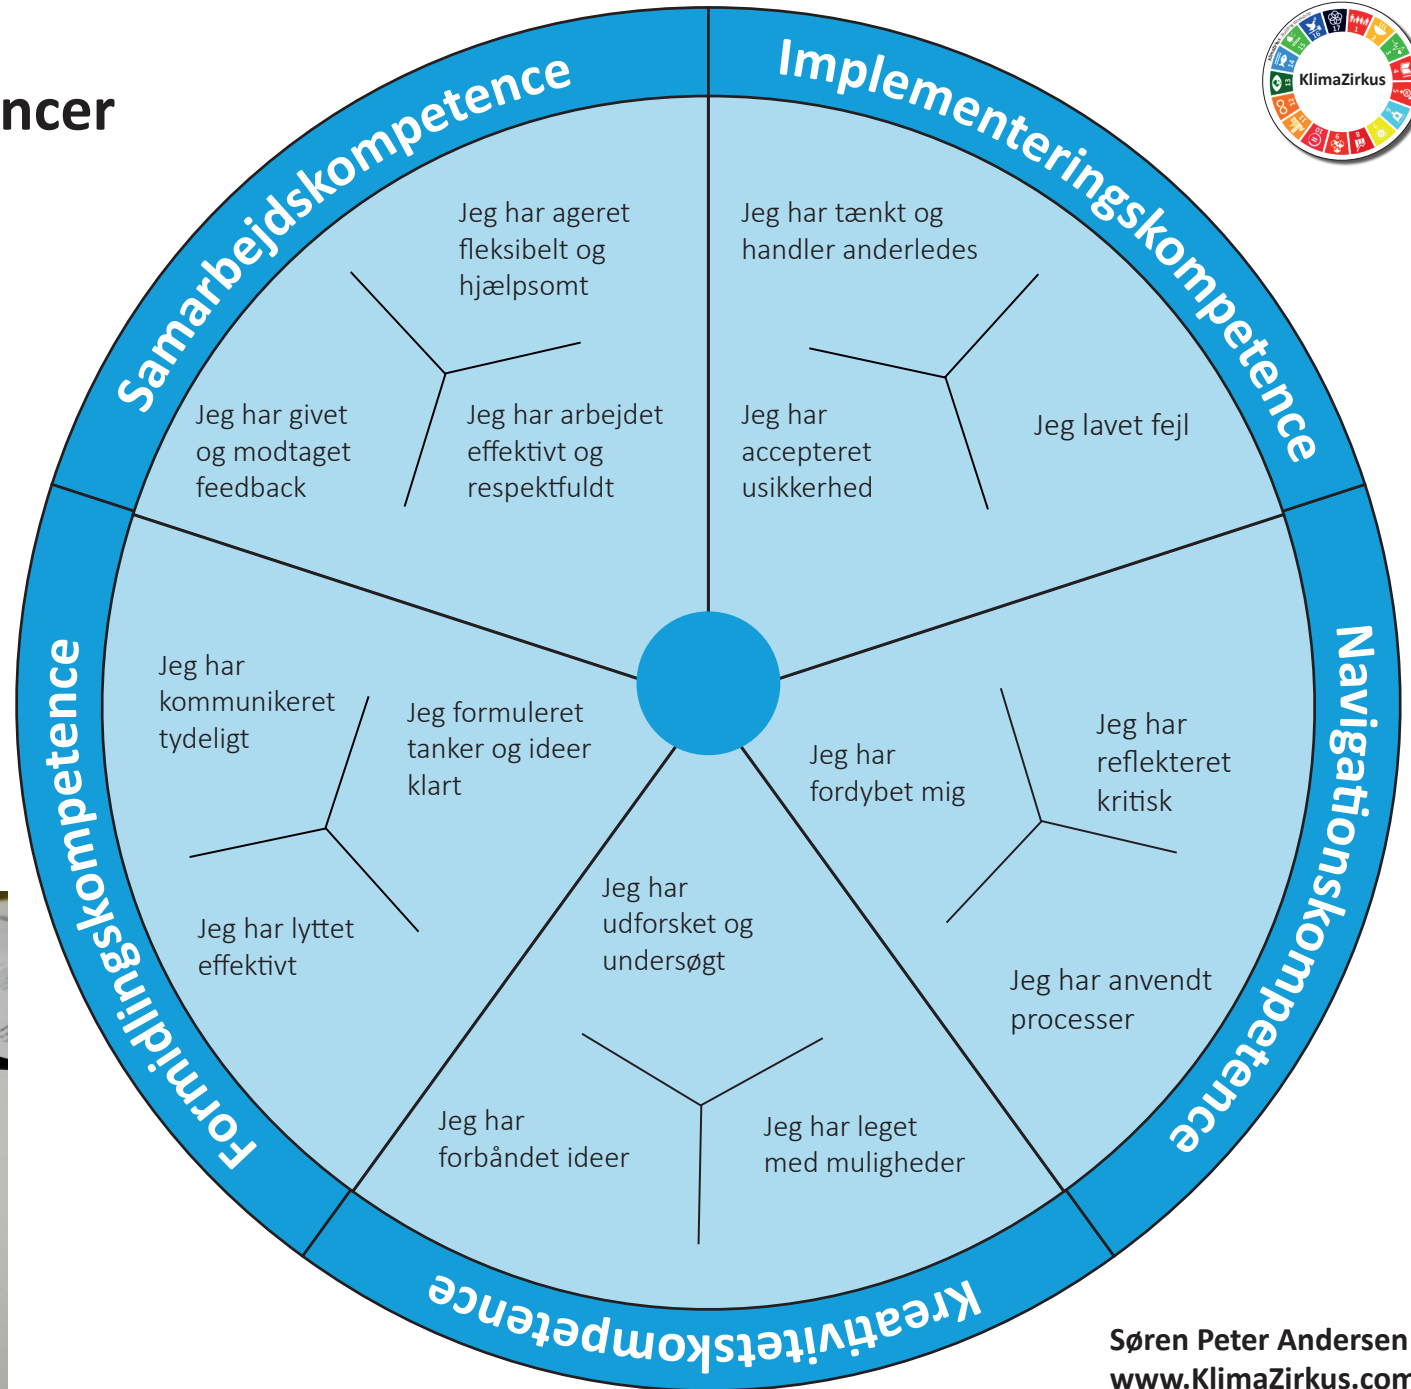 ncer
KlimaZirkus
Samarbejdskompetence
Jeg har ageret
fleksibelt og
hjælpsomt
Jeg har givet
og modtaget
feedback
Jeg har arbejdet
effektivt og
respektfuldt
Implementeringskompetence
Jeg har tænkt og
handler anderledes
Jeg har
accepteret
usikkerhed
Jeg lavet fejl
Navigationskompetence
Jeg har
fordybet mig
Jeg har
reflekteret
kritisk
Jeg har anvendt
processer
Kreativitetskompetence
Jeg har
udforsket og
undersøgt
Jeg har
forbåndet ideer
Jeg har leget
med muligheder
Formidlingskompetence
Jeg har
kommunikeret
tydeligt
Jeg formuleret
tanker og ideer
klart
Jeg har lyttet
effektivt
Søren Peter Andersen
www.KlimaZirkus.com